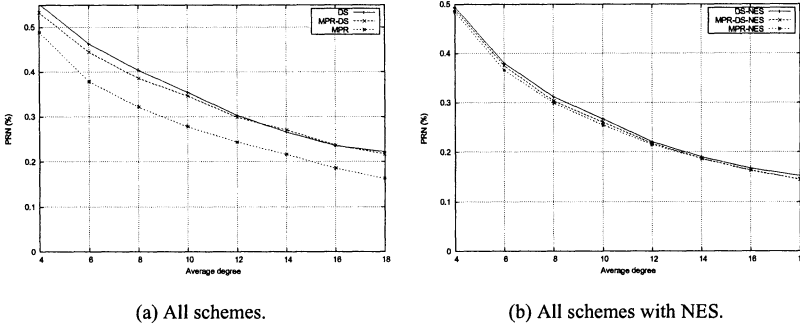 DS
MPR-DS
MPR
PRN (%)
0.5
0.4
0.3
0.2
0.1
0
4 6 8 10 12 14 16 18
Average degree
(a) All schemes.
DS-NES
MPR-DS-NES
MPR-NES
PRN (%)
0.5
0.4
0.3
0.2
0.1
0
4 6 8 10 12 14 16 18
Average degree
(b) All schemes with NES.